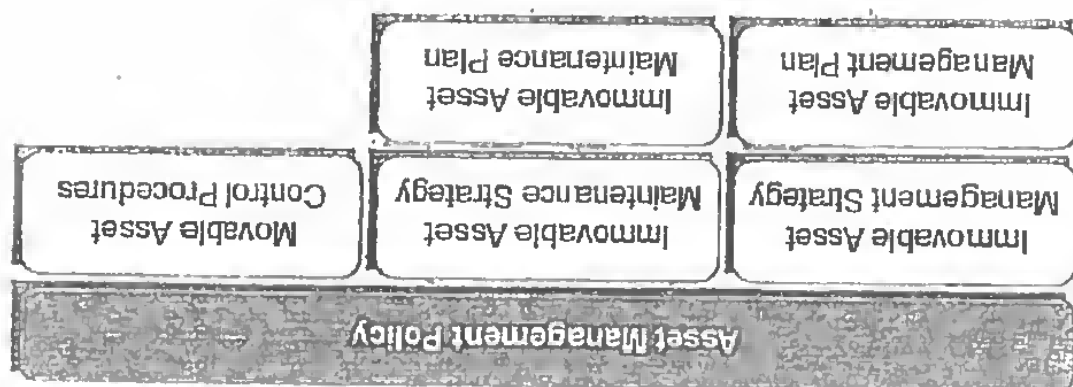 Asset Management Policy
Immovable Asset
Management Strategy
Immovable Asset
Maintenance Strategy
Movable Asset
Control Procedures
Immovable Asset
Management Plan
Immovable Asset
Maintenance Plan